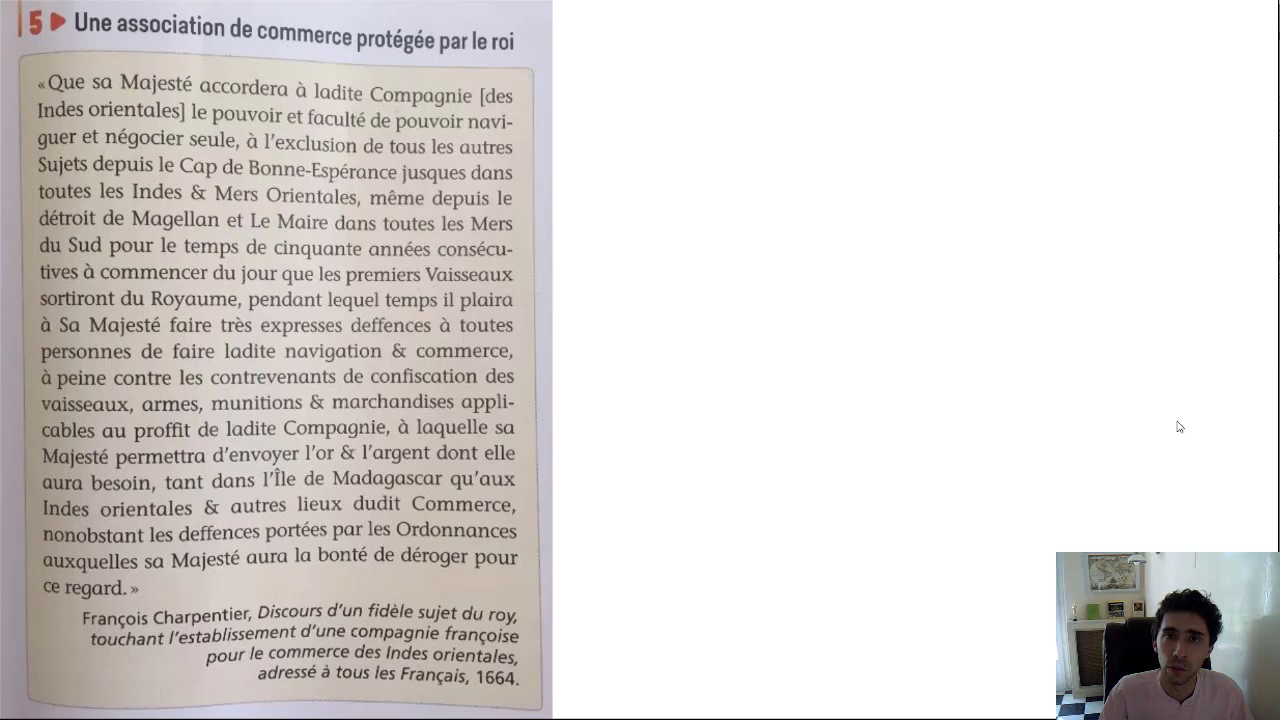 5 ▶ Une association de commerce protégée par le roi
«Que sa Majesté accordera à ladite Compagnie [des
Indes orientales] le pouvoir et faculté de pouvoir navi-
guer et négocier seule, à l'exclusion de tous les autres
Sujets depuis le Cap de Bonne-Espérance jusques dans
toutes les Indes & Mers Orientales, même depuis le
détroit de Magellan et Le Maire dans toutes les Mers
du Sud pour le temps de cinquante années consécu-
tives à commencer du jour que les premiers Vaisseaux
sortiront du Royaume, pendant lequel temps il plaira
à Sa Majesté faire très expresses deffences à toutes
personnes de faire ladite navigation & commerce,
à peine contre les contrevenants de confiscation des
vaisseaux, armes, munitions & marchandises appli-
cables au proffit de ladite Compagnie, à laquelle sa
Majesté permettra d'envoyer l'or & l'argent dont elle
aura besoin, tant dans l'Île de Madagascar qu'aux
Indes orientales & autres lieux dudit Commerce,
nonobstant les deffences portées par les Ordonnances
auxquelles sa Majesté aura la bonté de déroger pour
ce regard.»
François Charpentier, Discours d'un fidèle sujet du roy,
touchant l'establissement d'une compagnie françoise
pour le commerce des Indes orientales,
adressé à tous les Français, 1664.